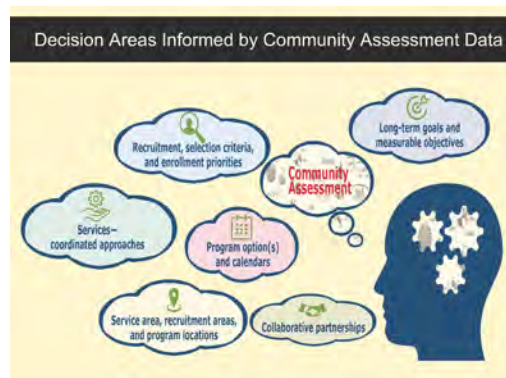 Decision Areas Informed by Community Assessment Data
Recruitment, selection criteria,
and enrollment priorities
Long-term goals and
measurable objectives
Community
Assessment
Services—
coordinated approaches
Program option(s)
and calendars
Service area, recruitment areas,
and program locations
Collaborative partnerships